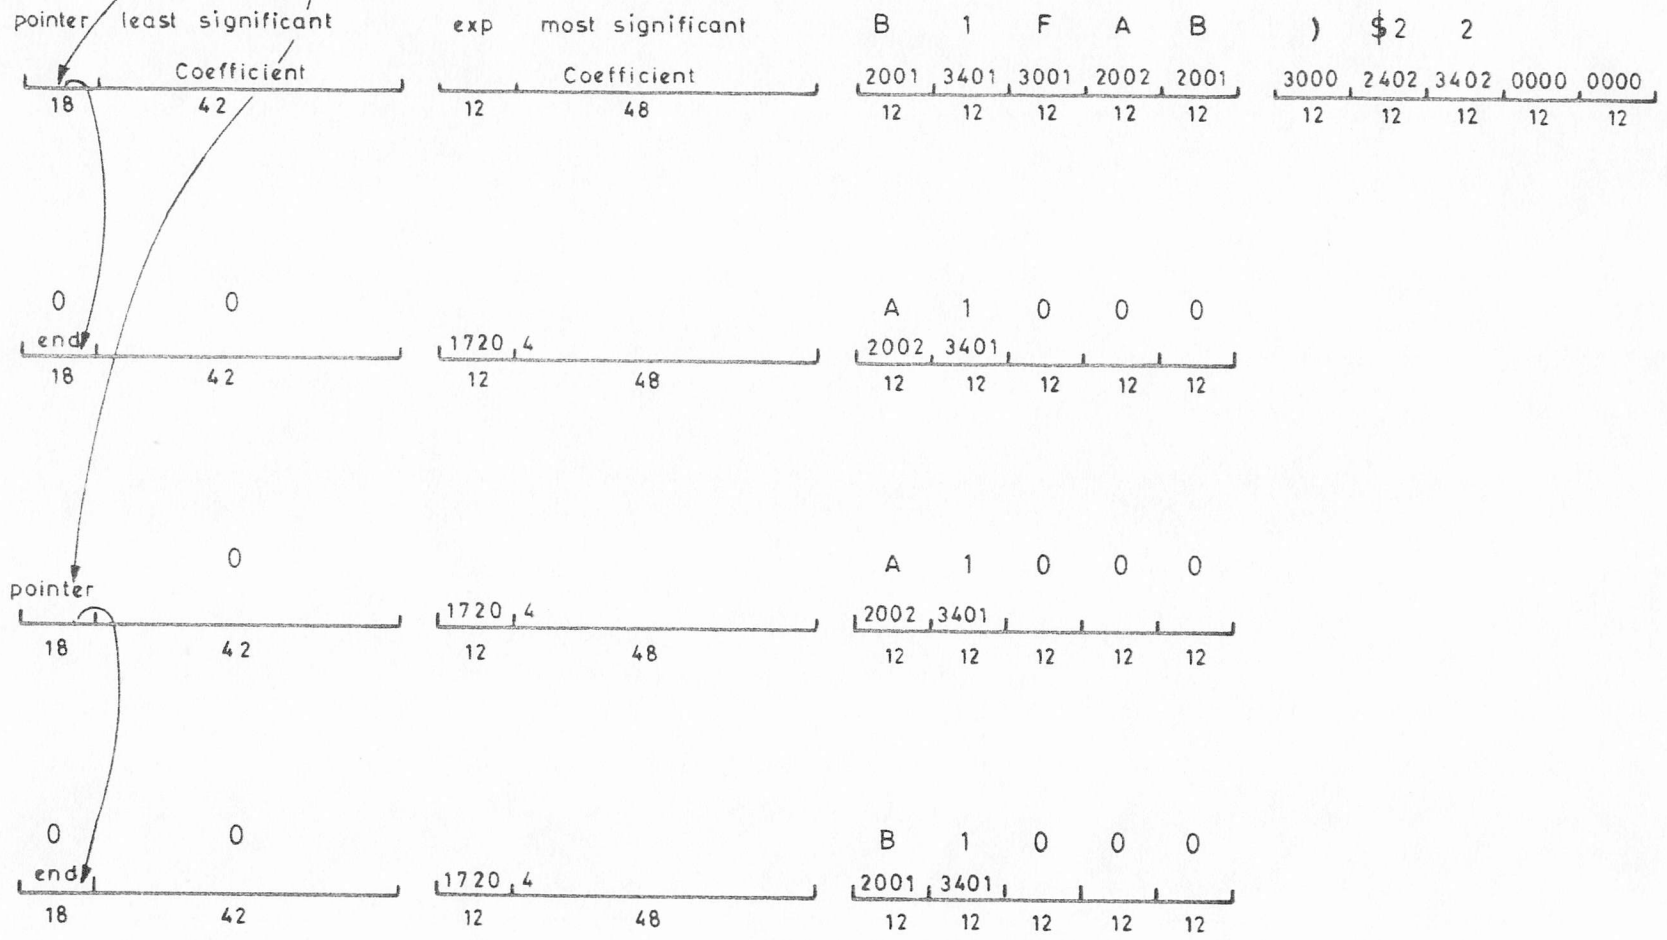 pointer least significant exp most significant B 1 F A B ) $2 2
Coefficient Coefficient 2001 3401 3001 2002 2001 3000 2402 3402 0000 0000
18 42 12 48 12 12 12 12 12 12 12 12 12 12
0 0 A 1 0 0 0
end 1720 4 2002 3401
18 42 12 48 12 12 12 12 12
0 A 1 0 0 0
pointer 1720 4 2002 3401
18 42 12 48 12 12 12 12 12
0 0 B 1 0 0 0
end 1720 4 2001 3401
18 42 12 48 12 12 12 12 12